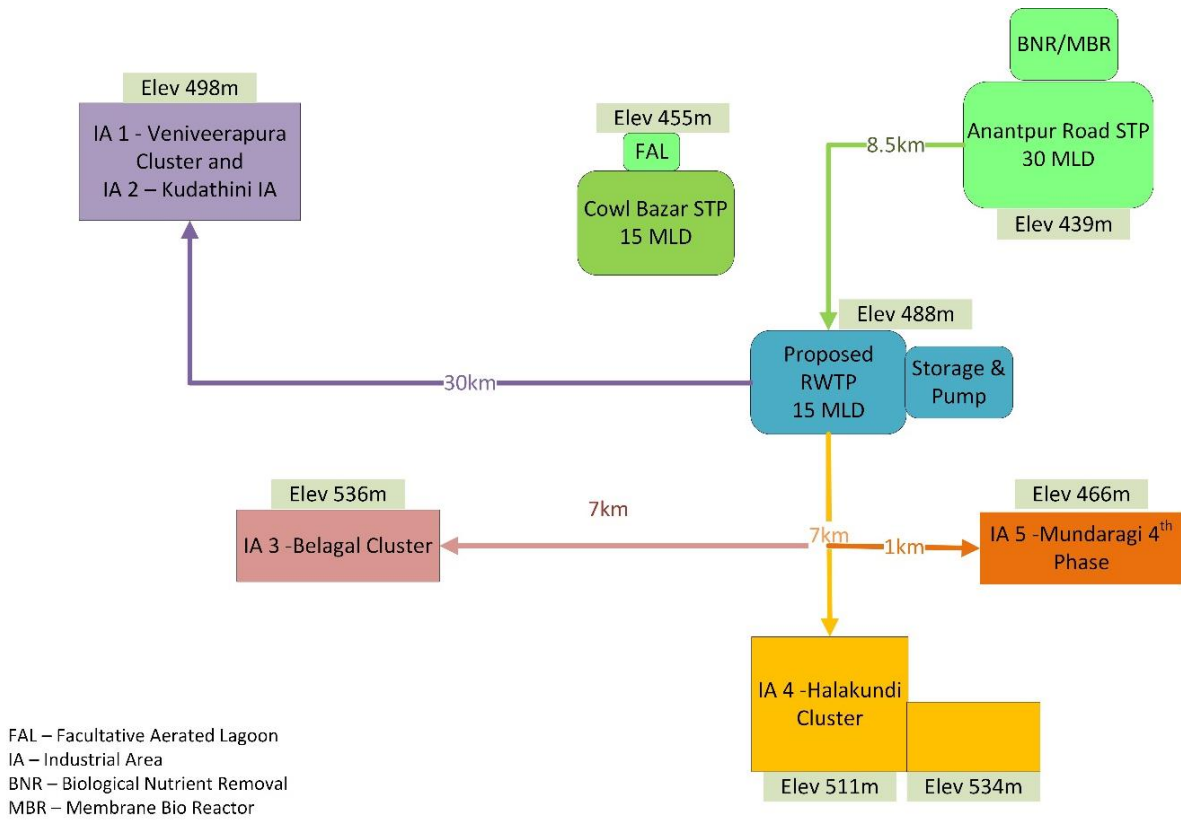 BNR/MBR
Elev 498m
IA 1 - Veniveerapura
Cluster and
IA 2 – Kudathini IA
Elev 455m
FAL
Cowl Bazar STP
15 MLD
8.5km
Anantpur Road STP
30 MLD
Elev 439m
Elev 488m
Proposed
RWTP
15 MLD
Storage &
Pump
30km
Elev 536m
IA 3 -Belagal Cluster
7km
7km
1km
Elev 466m
IA 5 -Mundaragi 4th
Phase
IA 4 -Halakundi
Cluster
Elev 511m
Elev 534m
FAL – Facultative Aerated Lagoon
IA – Industrial Area
BNR – Biological Nutrient Removal
MBR – Membrane Bio Reactor